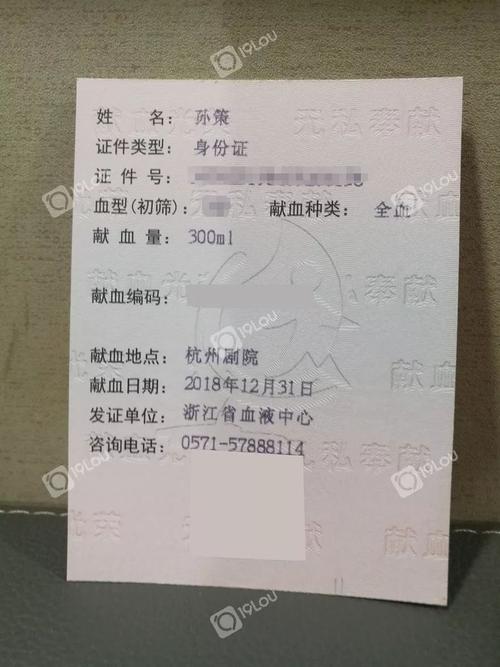 姓 名： 孙策
证件类型： 身份证
证 件 号：
血型(初筛)： 献血种类： 全血
献 血 量： 300ml
献血编码：
献血地点： 杭州剧院
献血日期： 2018年12月31日
发证单位： 浙江省血液中心
咨询电话： 0571-57888114
19LOU